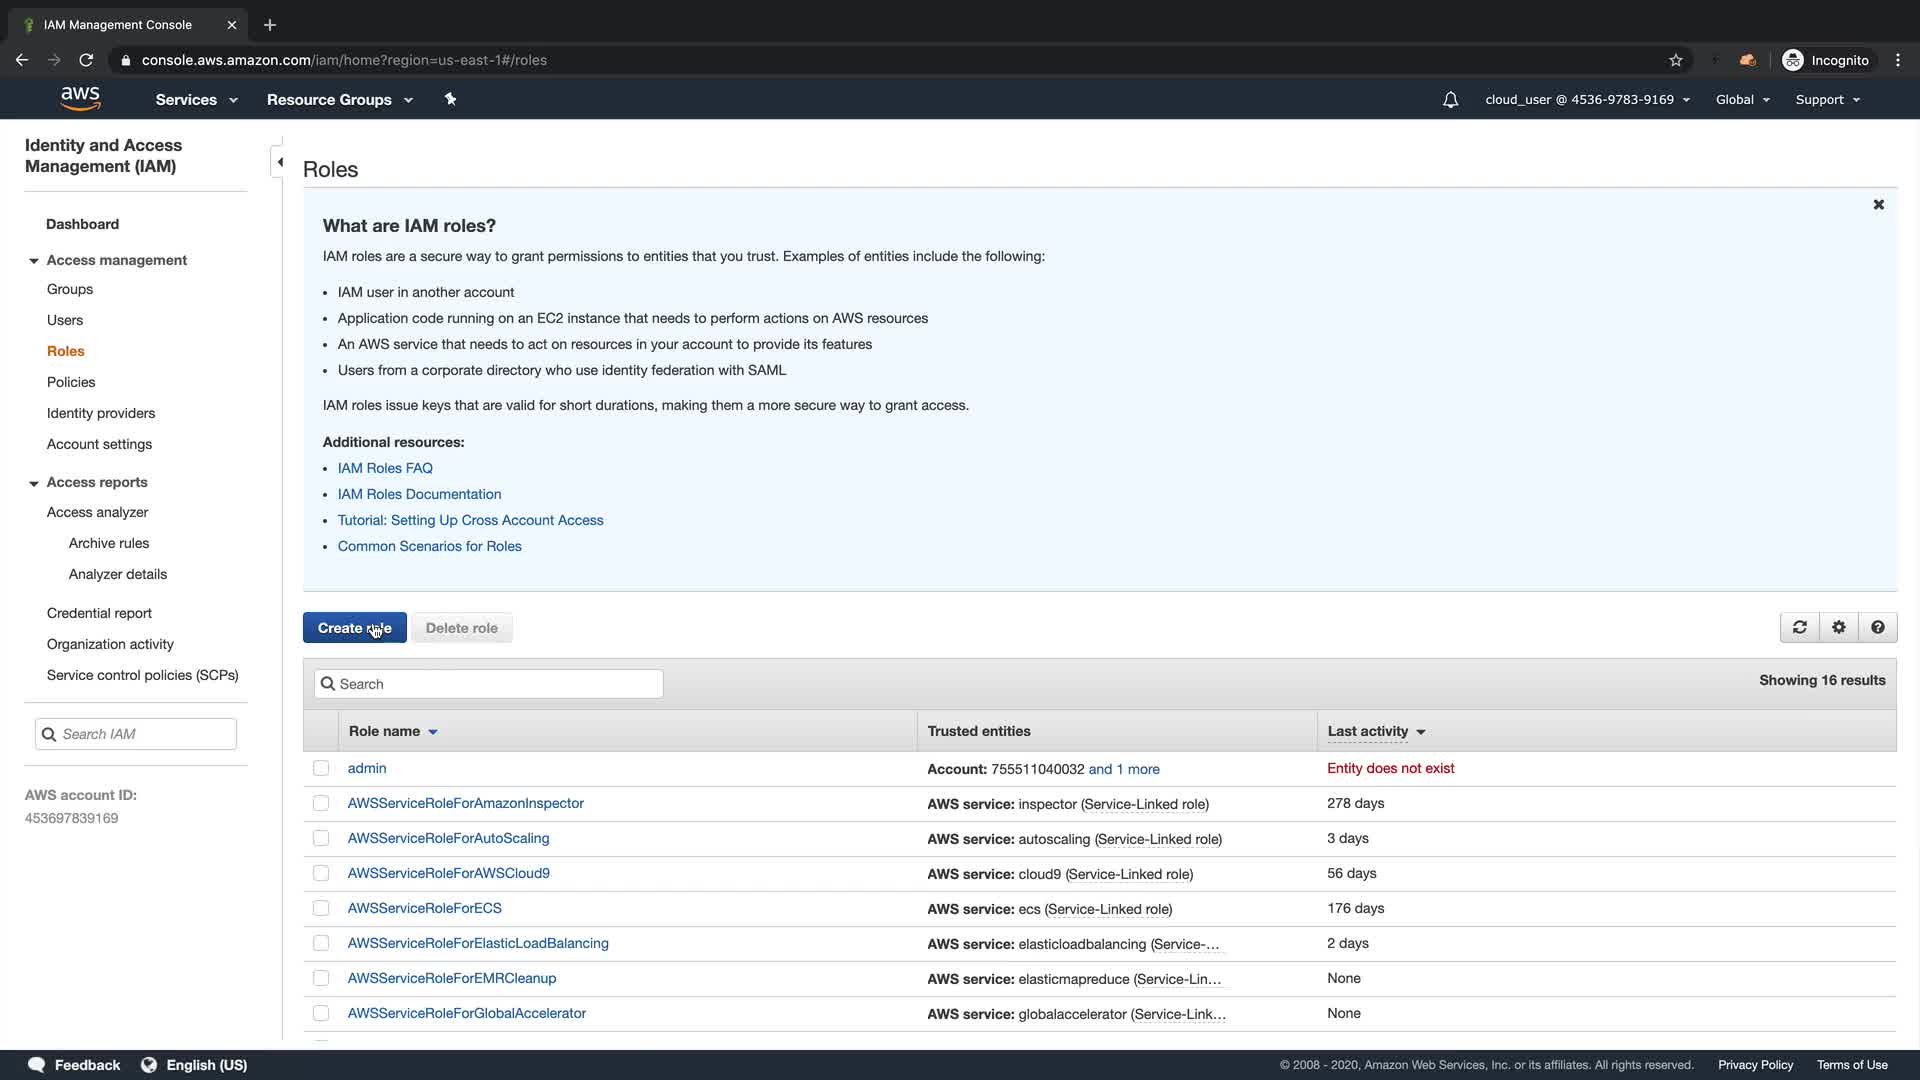 IAM Management Console
console.aws.amazon.com/iam/home?region=us-east-1#/roles
Incognito
aws
Services
Resource Groups
cloud_user @ 4536-9783-9169
Global
Support
Identity and Access
Management (IAM)
Dashboard
Access management
Groups
Users
Roles
Policies
Identity providers
Account settings
Access reports
Access analyzer
Archive rules
Analyzer details
Credential report
Organization activity
Service control policies (SCPs)
Search IAM
AWS account ID:
453697839169
Roles
What are IAM roles?
IAM roles are a secure way to grant permissions to entities that you trust. Examples of entities include the following:
• IAM user in another account
• Application code running on an EC2 instance that needs to perform actions on AWS resources
• An AWS service that needs to act on resources in your account to provide its features
• Users from a corporate directory who use identity federation with SAML
IAM roles issue keys that are valid for short durations, making them a more secure way to grant access.
Additional resources:
• IAM Roles FAQ
• IAM Roles Documentation
• Tutorial: Setting Up Cross Account Access
• Common Scenarios for Roles
Create role Delete role
Search
Showing 16 results
Role name Trusted entities Last activity
admin Account: 755511040032 and 1 more Entity does not exist
AWSServiceRoleForAmazonInspector AWS service: inspector (Service-Linked role) 278 days
AWSServiceRoleForAutoScaling AWS service: autoscaling (Service-Linked role) 3 days
AWSServiceRoleForAWSCloud9 AWS service: cloud9 (Service-Linked role) 56 days
AWSServiceRoleForECS AWS service: ecs (Service-Linked role) 176 days
AWSServiceRoleForElasticLoadBalancing AWS service: elasticloadbalancing (Service-... 2 days
AWSServiceRoleForEMRCleanup AWS service: elasticmapreduce (Service-Lin... None
AWSServiceRoleForGlobalAccelerator AWS service: globalaccelerator (Service-Link... None
Feedback English (US) © 2008 - 2020, Amazon Web Services, Inc. or its affiliates. All rights reserved. Privacy Policy Terms of Use